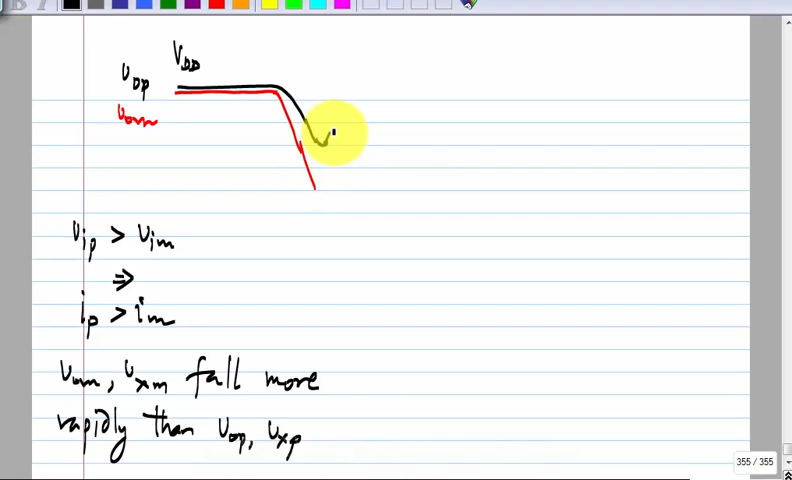 V_DD
v_op
v_om
v_ip > v_im
⇒
i_p > i_m
v_om, v_xm fall more
rapidly than v_op, v_xp
355 / 355